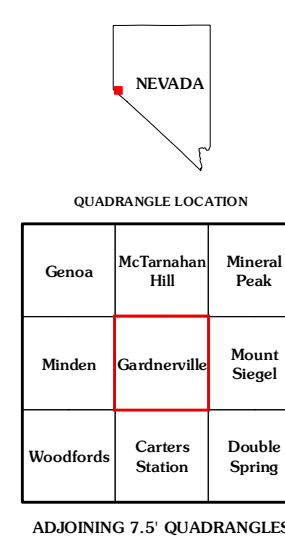 NEVADA
QUADRANGLE LOCATION
Genoa
McTarnahan
Hill
Mineral
Peak
Minden
Gardnerville
Mount
Siegel
Woodfords
Carters
Station
Double
Spring
ADJOINING 7.5' QUADRANGLES